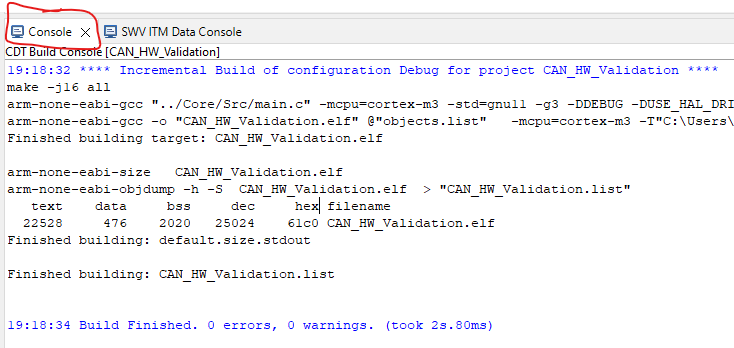 Console SWV ITM Data Console
CDT Build Console [CAN_HW_Validation]
19:18:32 **** Incremental Build of configuration Debug for project CAN_HW_Validation ****
make -j16 all
arm-none-eabi-gcc "../Core/Src/main.c" -mcpu=cortex-m3 -std=gnu11 -g3 -DDEBUG -DUSE_HAL_DRI
arm-none-eabi-gcc -o "CAN_HW_Validation.elf" @"objects.list" -mcpu=cortex-m3 -T"C:\Users\
Finished building target: CAN_HW_Validation.elf
arm-none-eabi-size CAN_HW_Validation.elf
arm-none-eabi-objdump -h -S CAN_HW_Validation.elf > "CAN_HW_Validation.list"
text data bss dec hex filename
22528 476 2020 25024 61c0 CAN_HW_Validation.elf
Finished building: default.size.stdout
Finished building: CAN_HW_Validation.list
19:18:34 Build Finished. 0 errors, 0 warnings. (took 2s.80ms)